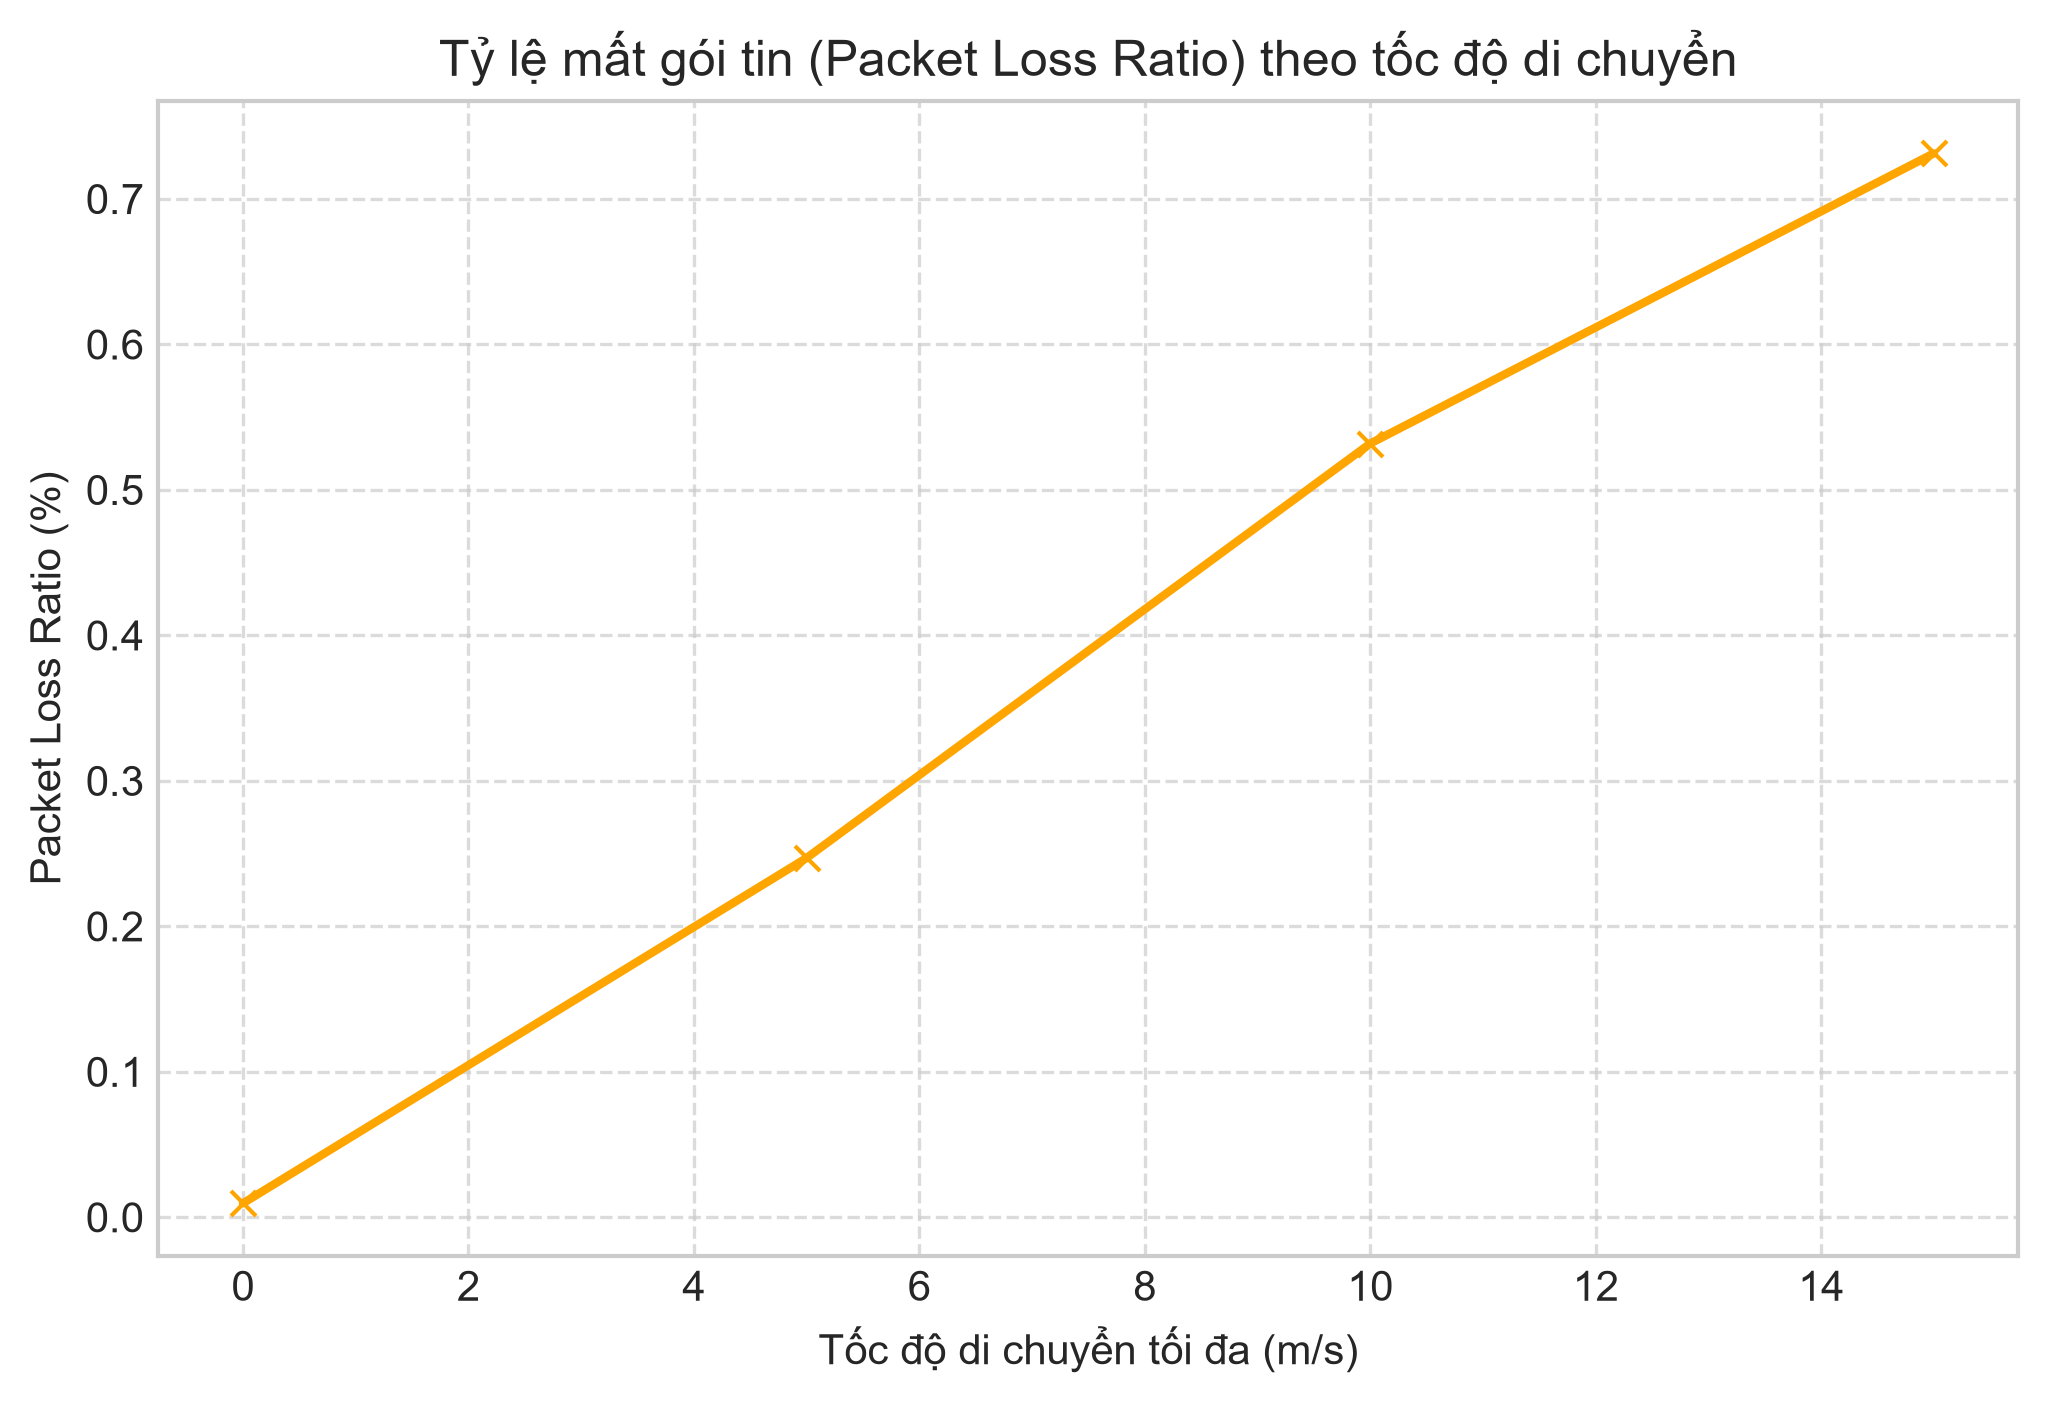 Tỷ lệ mất gói tin (Packet Loss Ratio) theo tốc độ di chuyển
Packet Loss Ratio (%)
0.7
0.6
0.5
0.4
0.3
0.2
0.1
0.0
0 2 4 6 8 10 12 14
Tốc độ di chuyển tối đa (m/s)